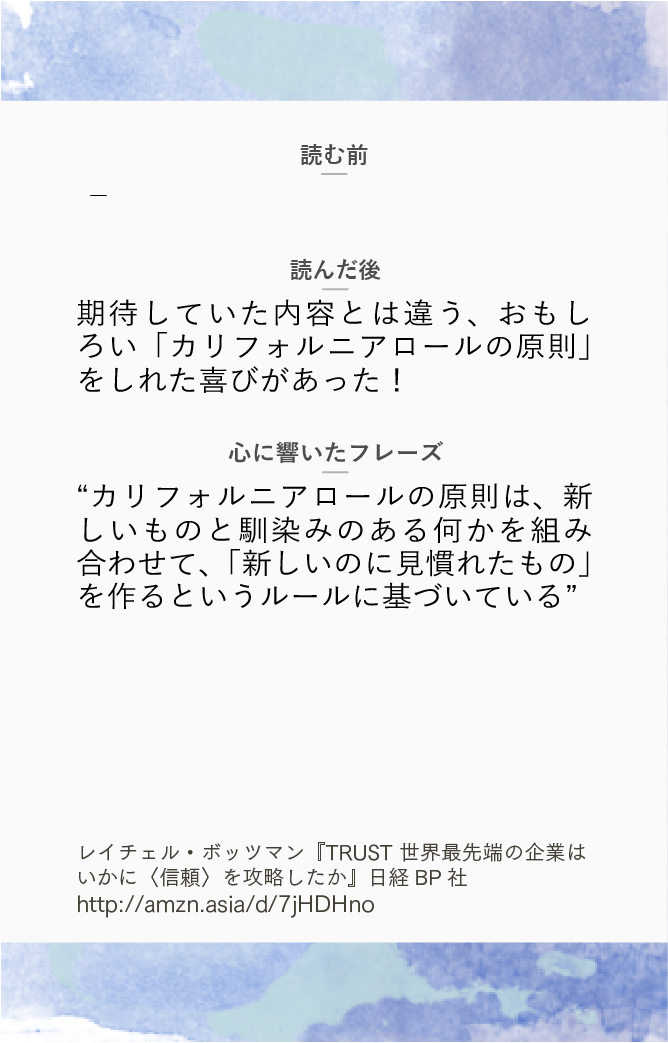 読む前
—
読んだ後
期待していた内容とは違う、おもし
ろい「カリフォルニアロールの原則」
をしれた喜びがあった！
心に響いたフレーズ
“カリフォルニアロールの原則は、新
しいものと馴染みのある何かを組み
合わせて、「新しいのに見慣れたもの」
を作るというルールに基づいている”
レイチェル・ボッツマン『TRUST 世界最先端の企業は
いかに〈信頼〉を攻略したか』日経 BP 社
http://amzn.asia/d/7jHDHno